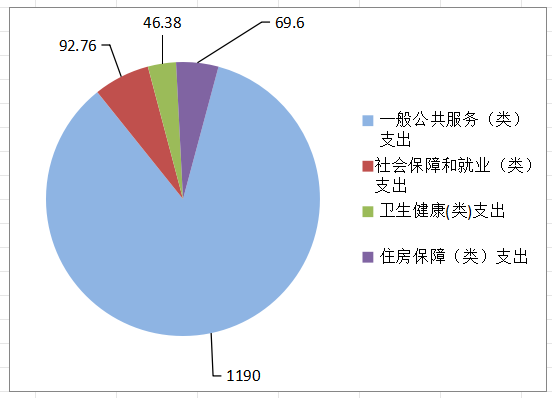 46.38
69.6
92.76
一般公共服务（类）
支出
社会保障和就业（类）
支出
卫生健康(类)支出
住房保障（类）支出
1190